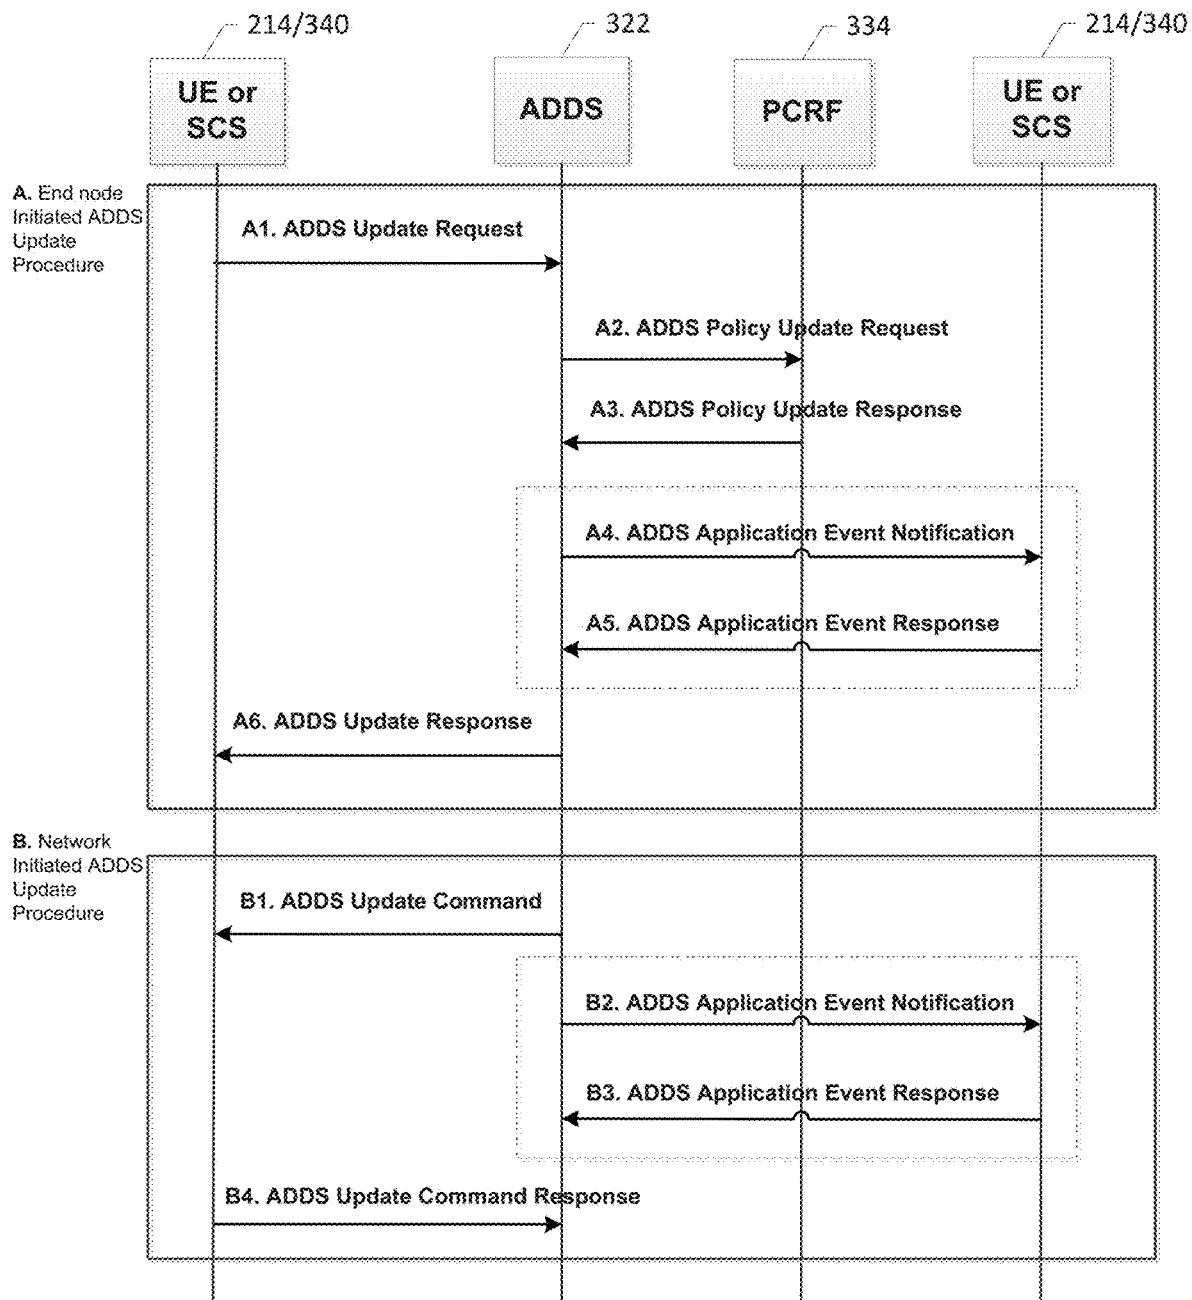 214/340
322
334
214/340
UE or
SCS
ADDS
PCRF
UE or
SCS
A. End node
Initiated ADDS
Update
Procedure
A1. ADDS Update Request
A2. ADDS Policy Update Request
A3. ADDS Policy Update Response
A4. ADDS Application Event Notification
A5. ADDS Application Event Response
A6. ADDS Update Response
B. Network
Initiated ADDS
Update
Procedure
B1. ADDS Update Command
B2. ADDS Application Event Notification
B3. ADDS Application Event Response
B4. ADDS Update Command Response